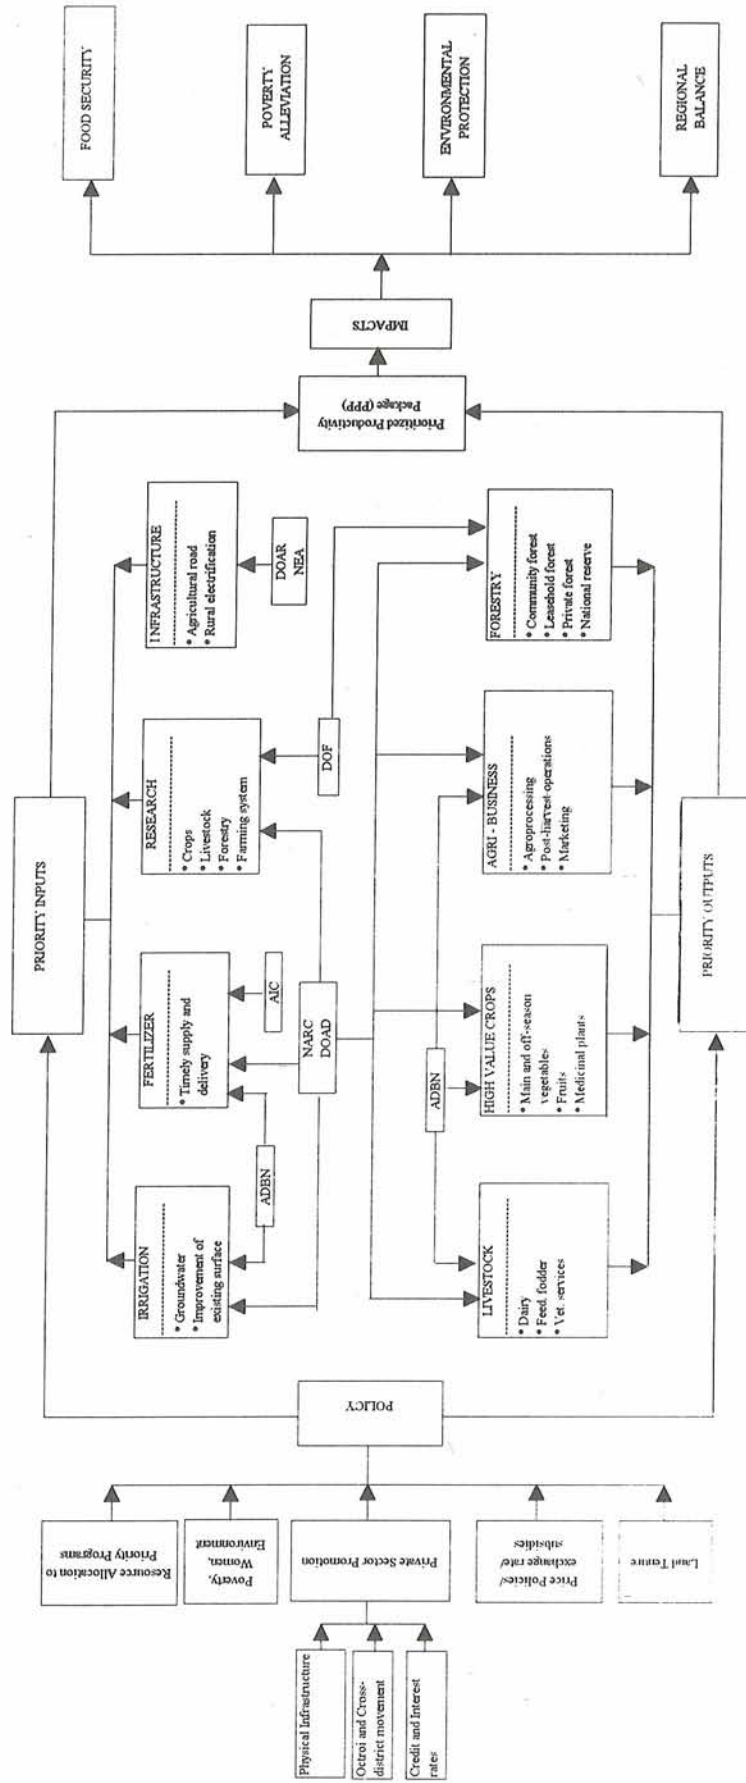 Physical Infrastructure
Octroi and Cross-
district movement
Credit and Interest
rates
Resource Allocation to
Priority Programs
Poverty,
Women,
Environment
Private Sector Promotion
Price Policies/
exchange rate/
subsidies
Land Tenure
POLICY
PRIORITY INPUTS
IRRIGATION
• Groundwater
• Improvement of
existing surface
FERTILIZER
• Timely supply and
delivery
RESEARCH
• Crops
• Livestock
• Forestry
• Farming system
INFRASTRUCTURE
• Agricultural road
• Rural electrification
ADBN
AIC
DOF
DOAR
NEA
NARC
DOAD
ADBN
LIVESTOCK
• Dairy
• Feed. fodder
• Vet. services
HIGH VALUE CROPS
• Main and off-season
vegetables
• Fruits
• Medicinal plants
AGRI - BUSINESS
• Agroprocessing
• Post-harvest-operations
• Marketing
FORESTRY
• Community forest
• Leasehold forest
• Private forest
• National reserve
PRIORITY OUTPUTS
Prioritized Productivity
Package (PPP)
IMPACTS
FOOD SECURITY
POVERTY
ALLEVIATION
ENVIRONMENTAL
PROTECTION
REGIONAL
BALANCE